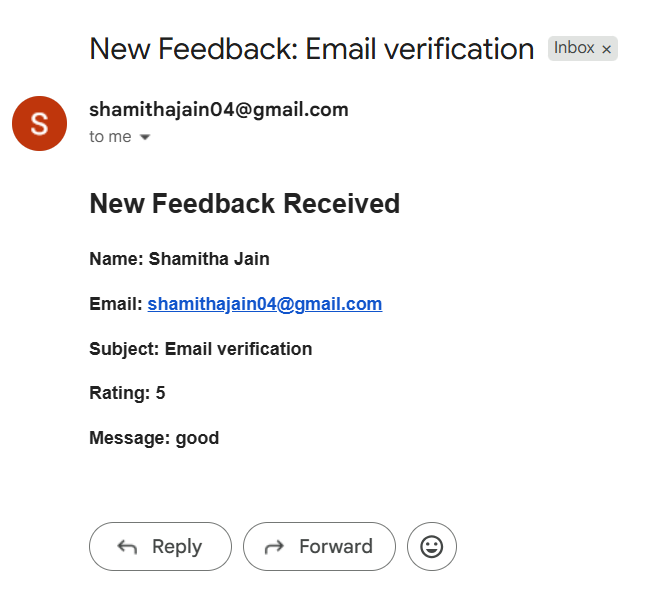 New Feedback: Email verification Inbox ×
S
shamithajain04@gmail.com
to me
New Feedback Received
Name: Shamitha Jain
Email: shamithajain04@gmail.com
Subject: Email verification
Rating: 5
Message: good
Reply Forward